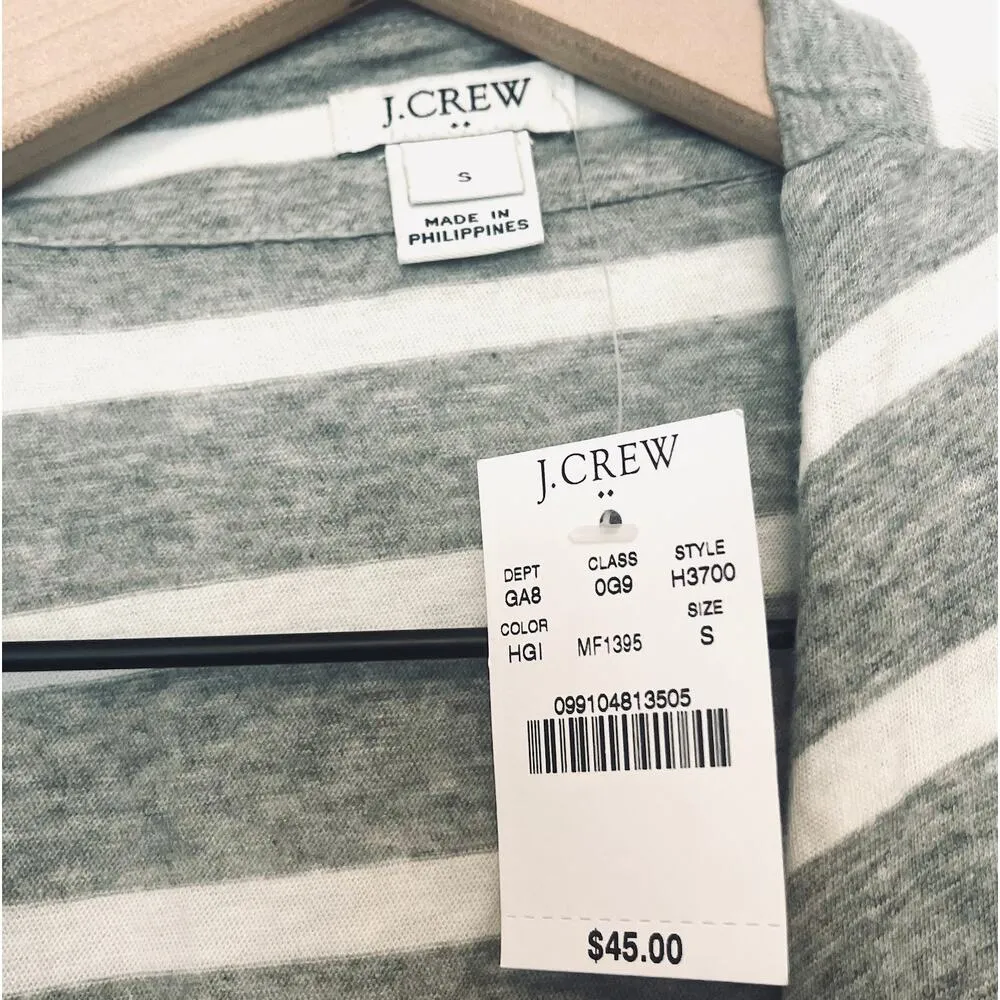 J.CREW
S
MADE IN
PHILIPPINES
J.CREW
DEPT CLASS STYLE
GA8 0G9 H3700
COLOR SIZE
HGI MF1395 S
099104813505
$45.00